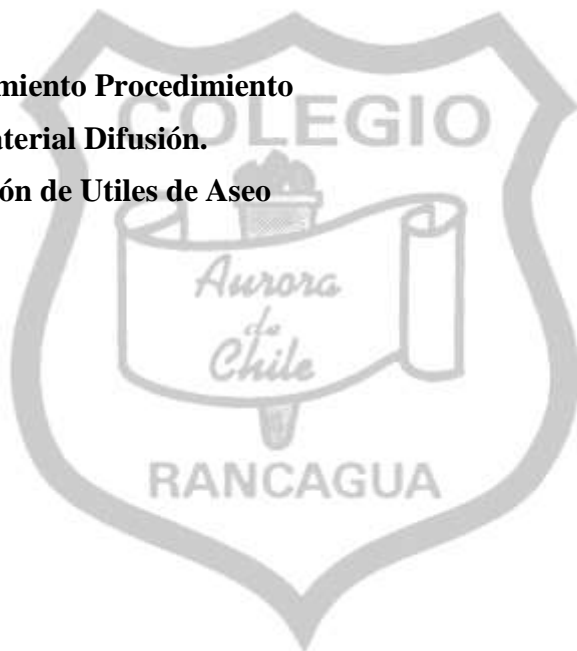 miento Procedimiento
COLEGIO
aterial Difusión.
ón de Utiles de Aseo
Aurora
de
Chile
RANCAGUA